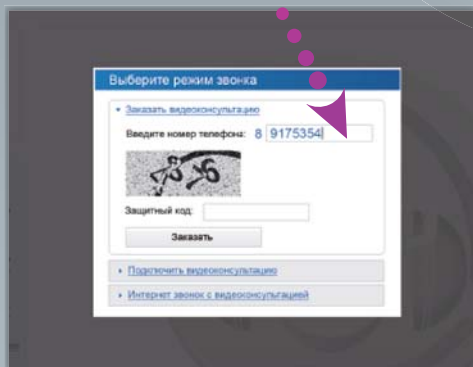 Выберите режим звонка
Заказать видеоконсультацию
Введите номер телефона: 8 9175354
Защитный код:
Заказать
Подключить видеоконсультацию
Интернет звонок с видеоконсультацией